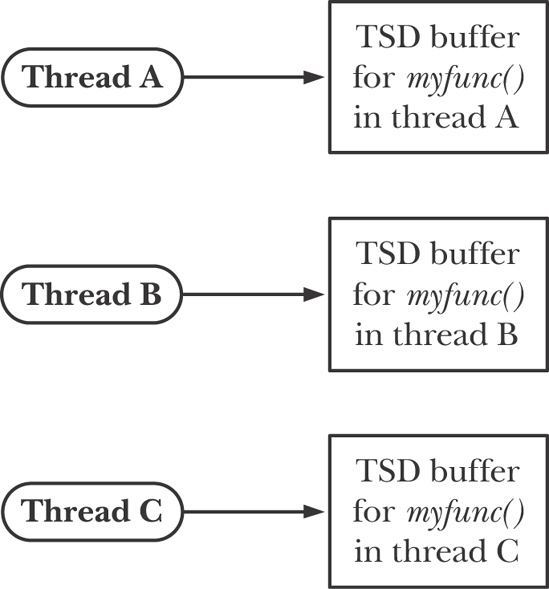 Thread A
TSD buffer
for myfunc()
in thread A
Thread B
TSD buffer
for myfunc()
in thread B
Thread C
TSD buffer
for myfunc()
in thread C